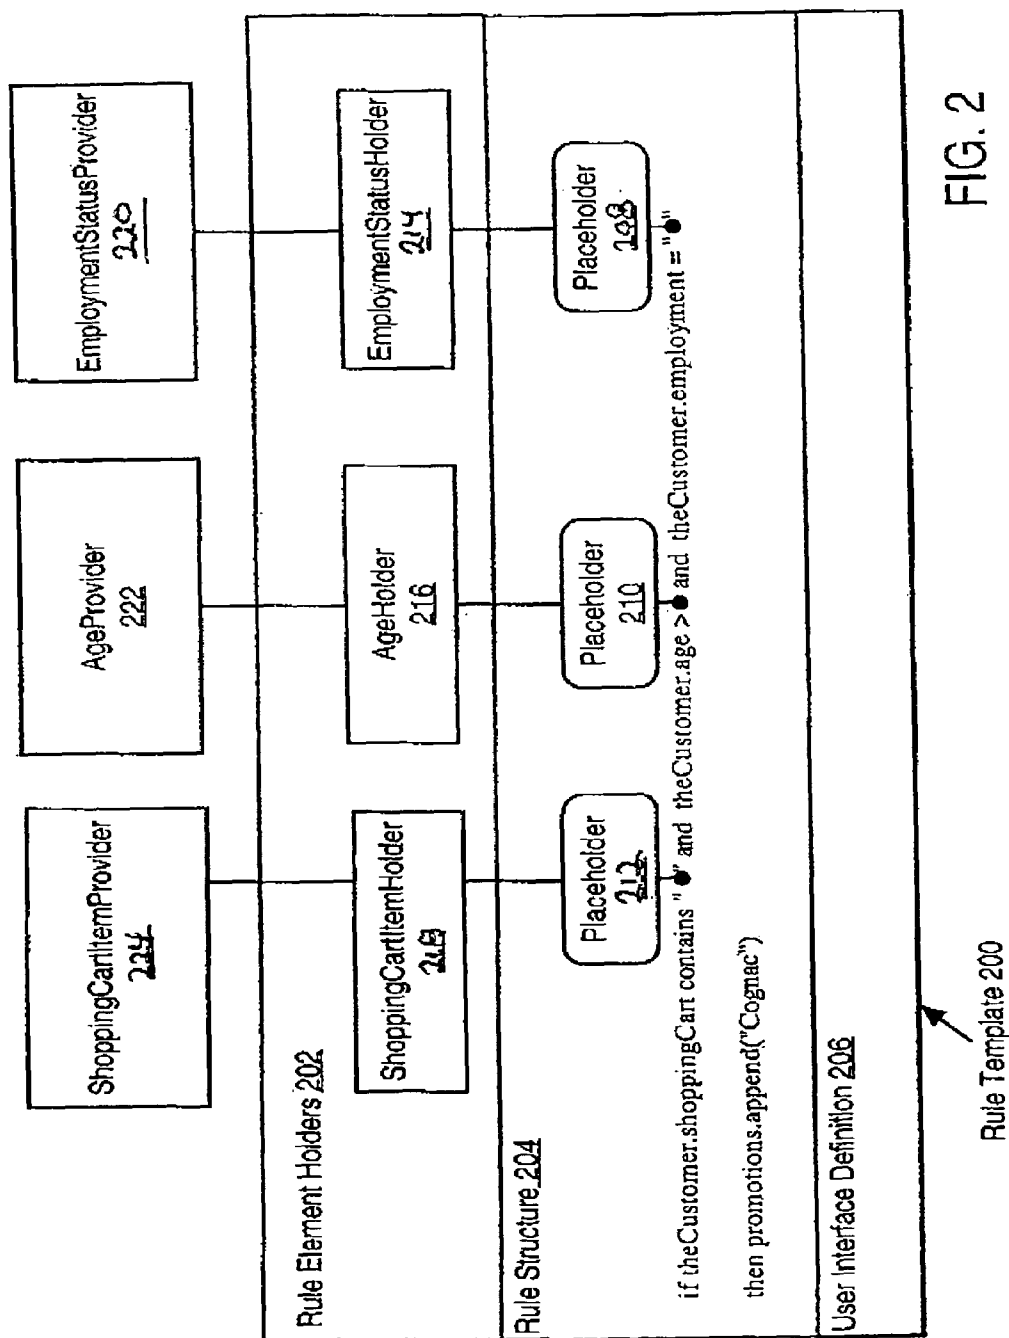 ShoppingCartItemProvider
224
AgeProvider
222
EmploymentStatusProvider
220
Rule Element Holders 202
ShoppingCartItemHolder
218
AgeHolder
216
EmploymentStatusHolder
214
Rule Structure 204
Placeholder
212
Placeholder
210
Placeholder
208
if theCustomer.shoppingCart contains " " and theCustomer.age > and theCustomer.employment = " "
then promotions.append("Cognac")
User Interface Definition 206
Rule Template 200
FIG. 2